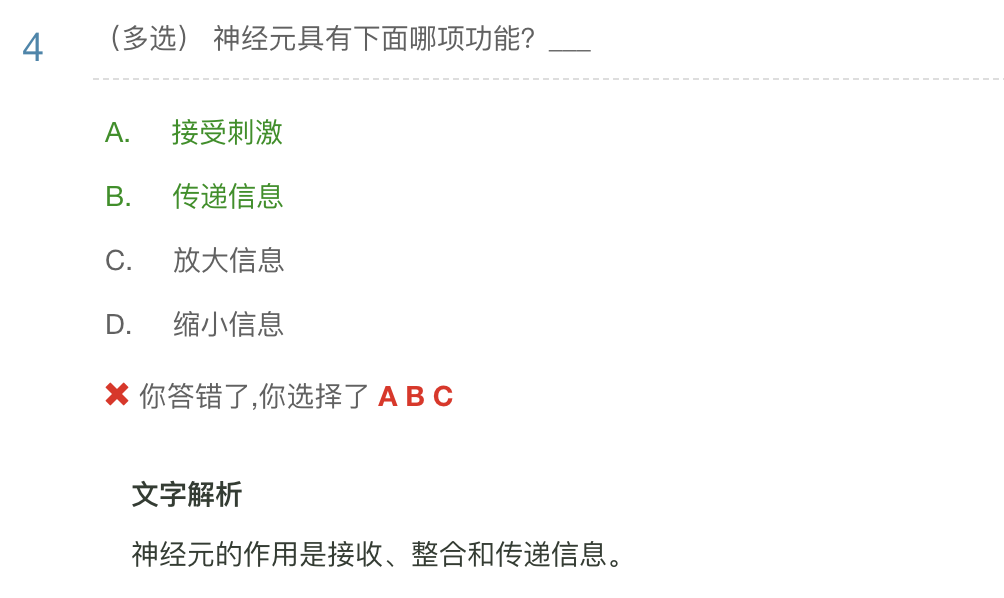 4
（多选） 神经元具有下面哪项功能？___
A. 接受刺激
B. 传递信息
C. 放大信息
D. 缩小信息
✖ 你答错了,你选择了 A B C
文字解析
神经元的作用是接收、整合和传递信息。